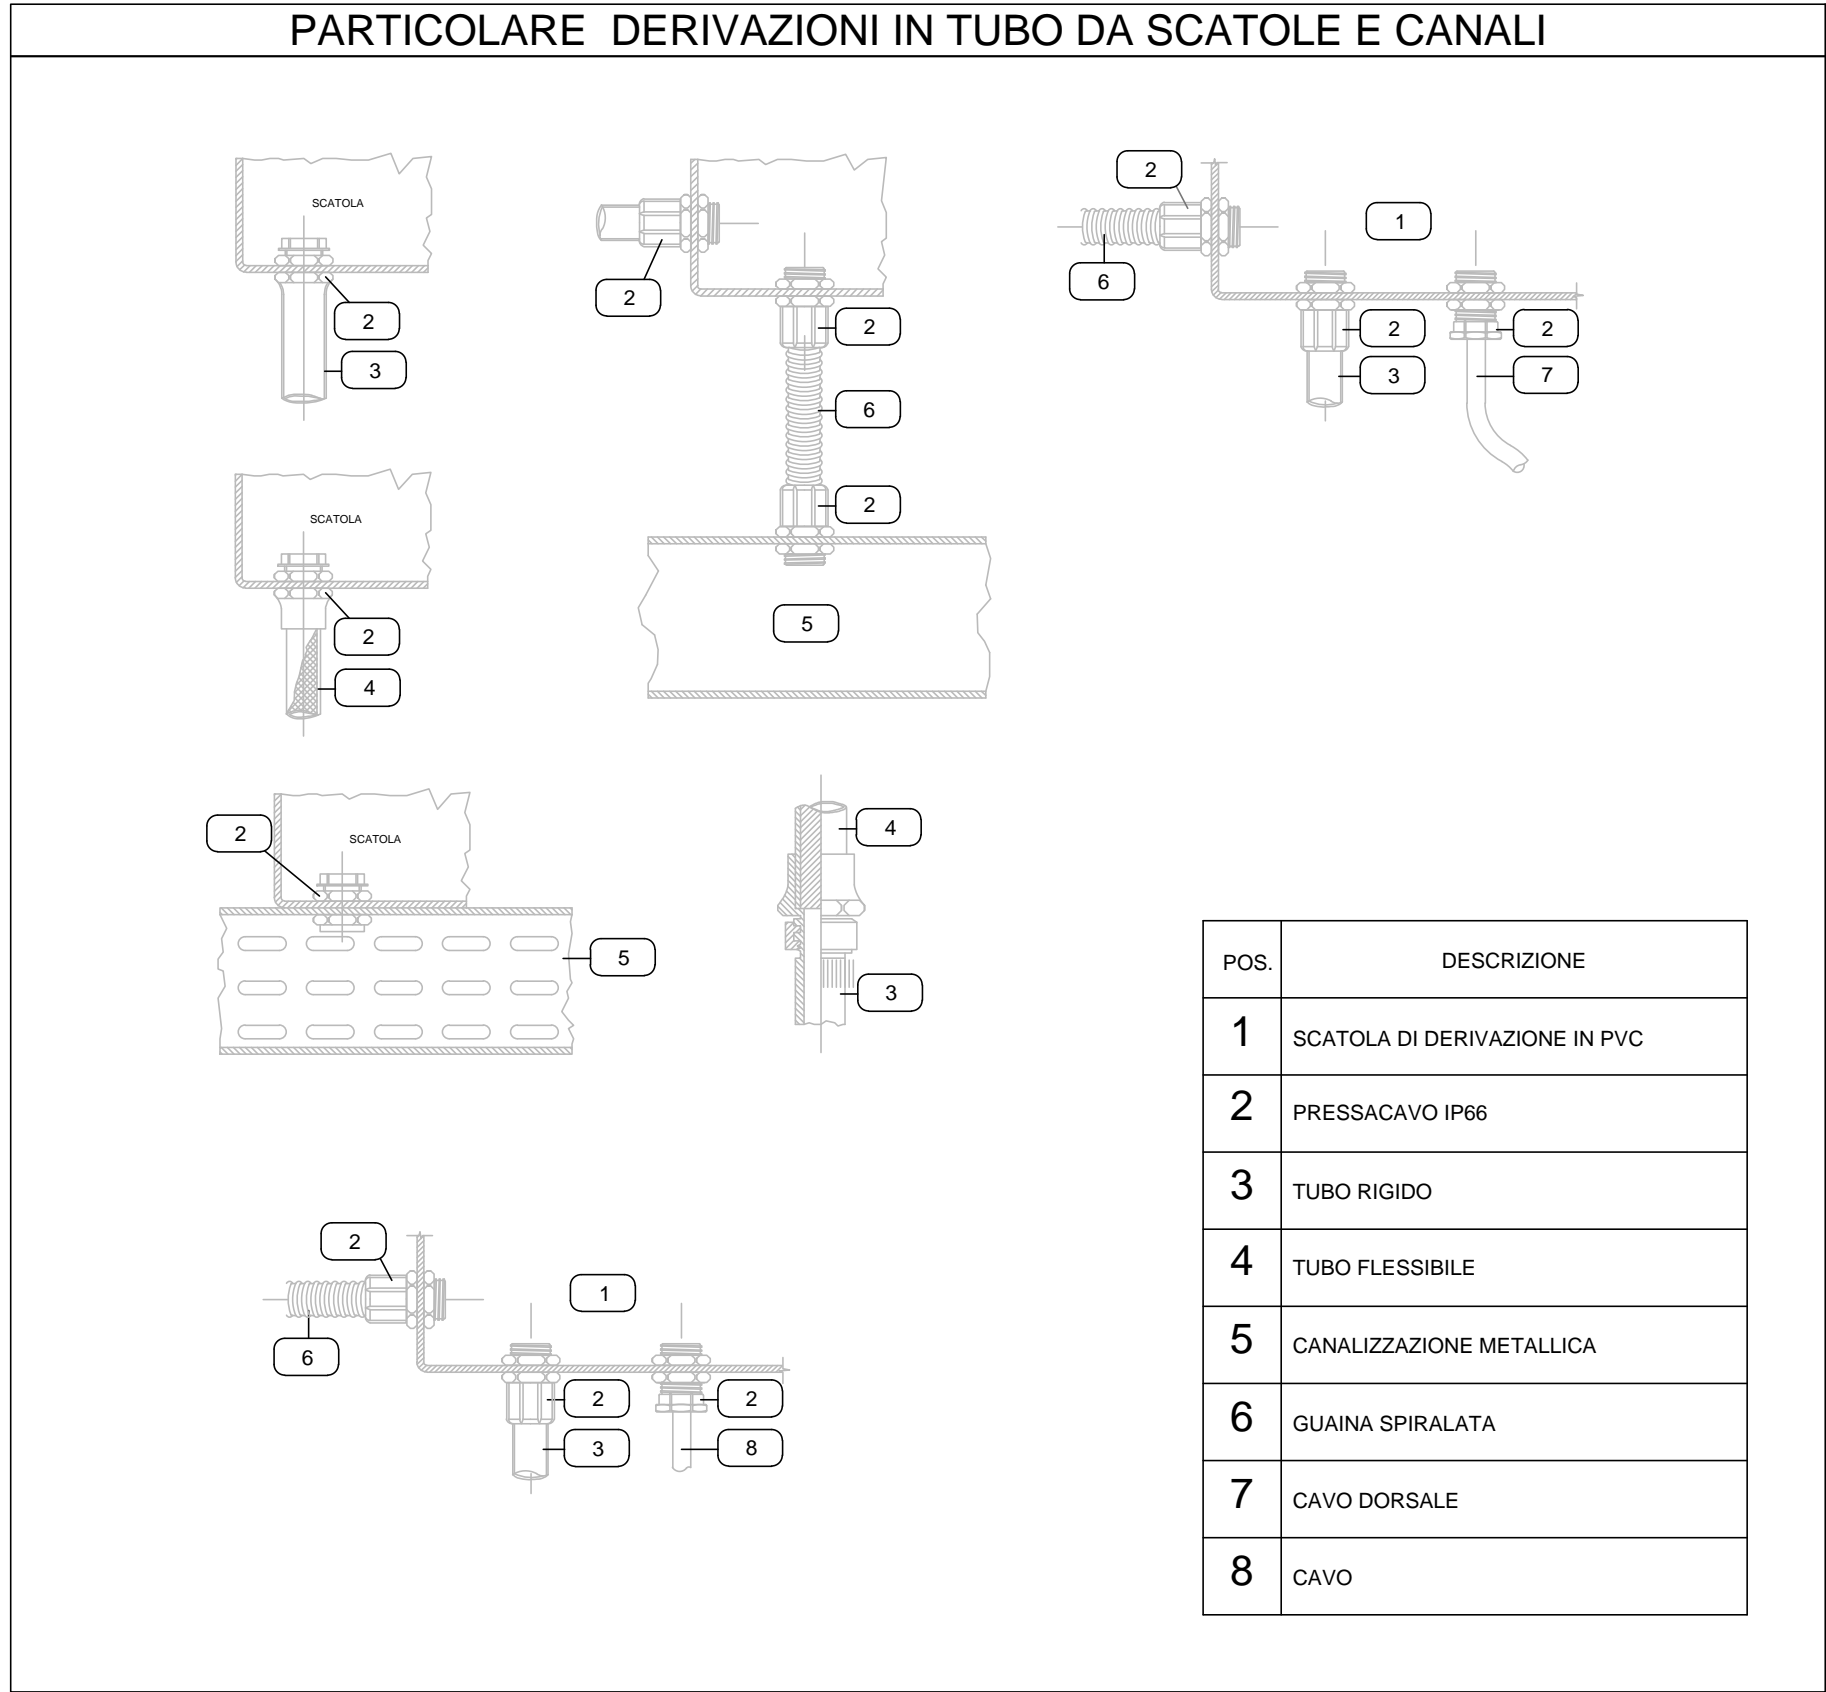 PARTICOLARE DERIVAZIONI IN TUBO DA SCATOLE E CANALI
SCATOLA
2
3
2
2
6
2
5
2
6
1
2
3
2
7
SCATOLA
2
4
2
SCATOLA
5
4
3
2
6
1
2
3
2
8
POS. DESCRIZIONE
1 SCATOLA DI DERIVAZIONE IN PVC
2 PRESSACAVO IP66
3 TUBO RIGIDO
4 TUBO FLESSIBILE
5 CANALIZZAZIONE METALLICA
6 GUAINA SPIRALATA
7 CAVO DORSALE
8 CAVO